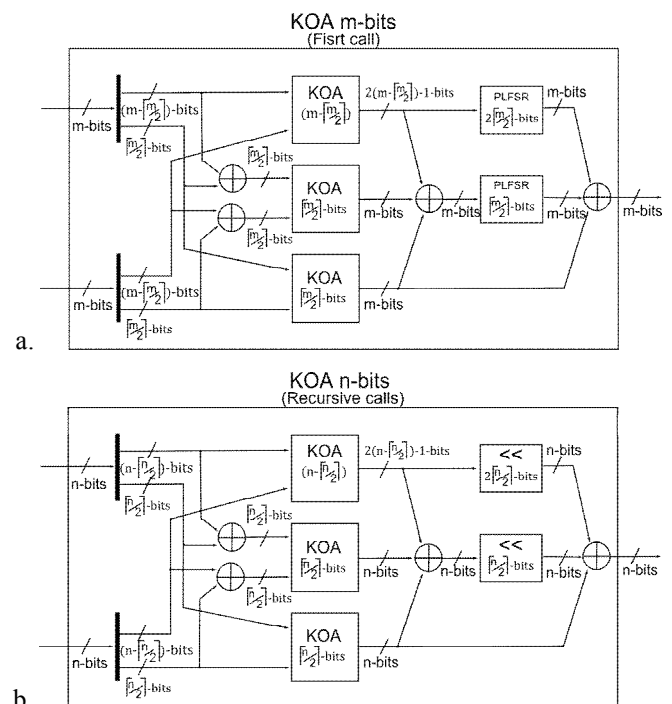 KOA m-bits
(Fisrt call)
m-bits
(m-⌈m/2⌉)-bits
⌈m/2⌉-bits
KOA
(m-⌈m/2⌉)
2(m-⌈m/2⌉)-1-bits
PLFSR
2⌈m/2⌉-bits
m-bits
⌈m/2⌉-bits
⌈m/2⌉-bits
KOA
⌈m/2⌉-bits
m-bits
m-bits
PLFSR
⌈m/2⌉-bits
m-bits
m-bits
m-bits
(m-⌈m/2⌉)-bits
⌈m/2⌉-bits
KOA
⌈m/2⌉-bits
m-bits
a.
KOA n-bits
(Recursive calls)
n-bits
(n-⌈n/2⌉)-bits
⌈n/2⌉-bits
KOA
(n-⌈n/2⌉)
2(n-⌈n/2⌉)-1-bits
<<
2⌈n/2⌉-bits
n-bits
⌈n/2⌉-bits
⌈n/2⌉-bits
KOA
⌈n/2⌉-bits
n-bits
n-bits
<<
⌈n/2⌉-bits
n-bits
n-bits
n-bits
(n-⌈n/2⌉)-bits
⌈n/2⌉-bits
KOA
⌈n/2⌉-bits
n-bits
b.